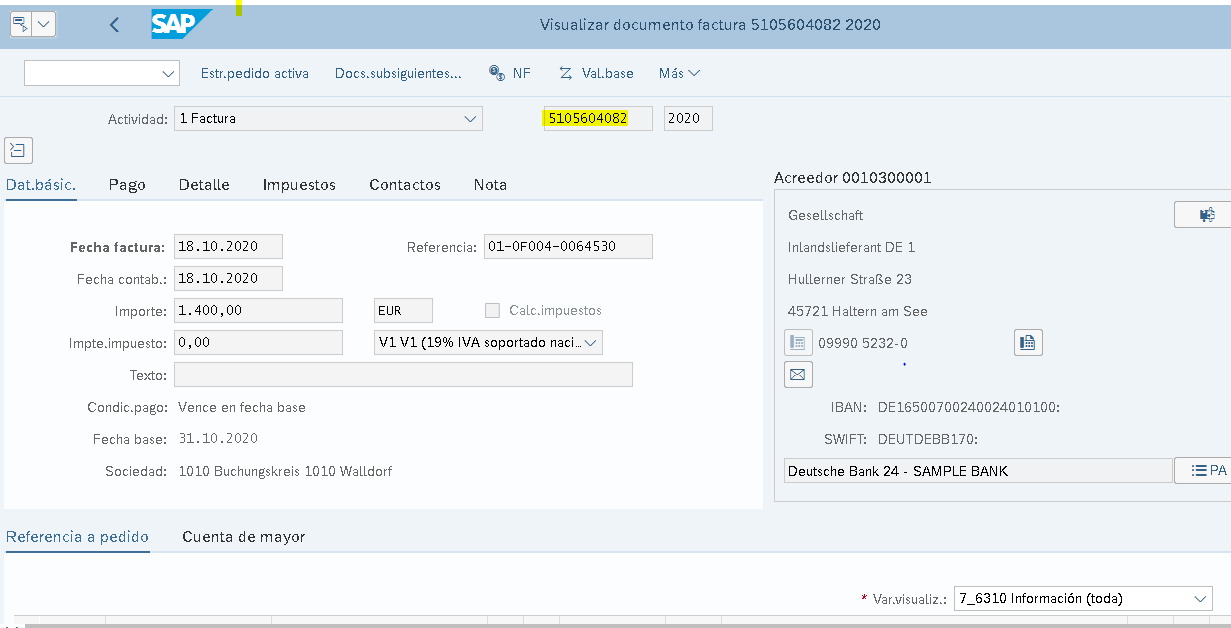 SAP
Visualizar documento factura 5105604082 2020
Estr.pedido activa Docs.subsiguientes... NF Val.base Más
Actividad: 1 Factura 5105604082 2020
Dat.básic. Pago Detalle Impuestos Contactos Nota
Fecha factura: 18.10.2020 Referencia: 01-0F004-0064530
Fecha contab.: 18.10.2020
Importe: 1.400,00 EUR Calc.impuestos
Impte.impuesto: 0,00 V1 V1 (19% IVA soportado naci...
Texto:
Condic.pago: Vence en fecha base
Fecha base: 31.10.2020
Sociedad: 1010 Buchungskreis 1010 Walldorf
Acreedor 0010300001
Gesellschaft
Inlandslieferant DE 1
Hullerner Straße 23
45721 Haltern am See
09990 5232-0
IBAN: DE16500700240024010100:
SWIFT: DEUTDEBB170:
Deutsche Bank 24 - SAMPLE BANK PA
Referencia a pedido Cuenta de mayor
* Var.visualiz.: 7_6310 Información (toda)